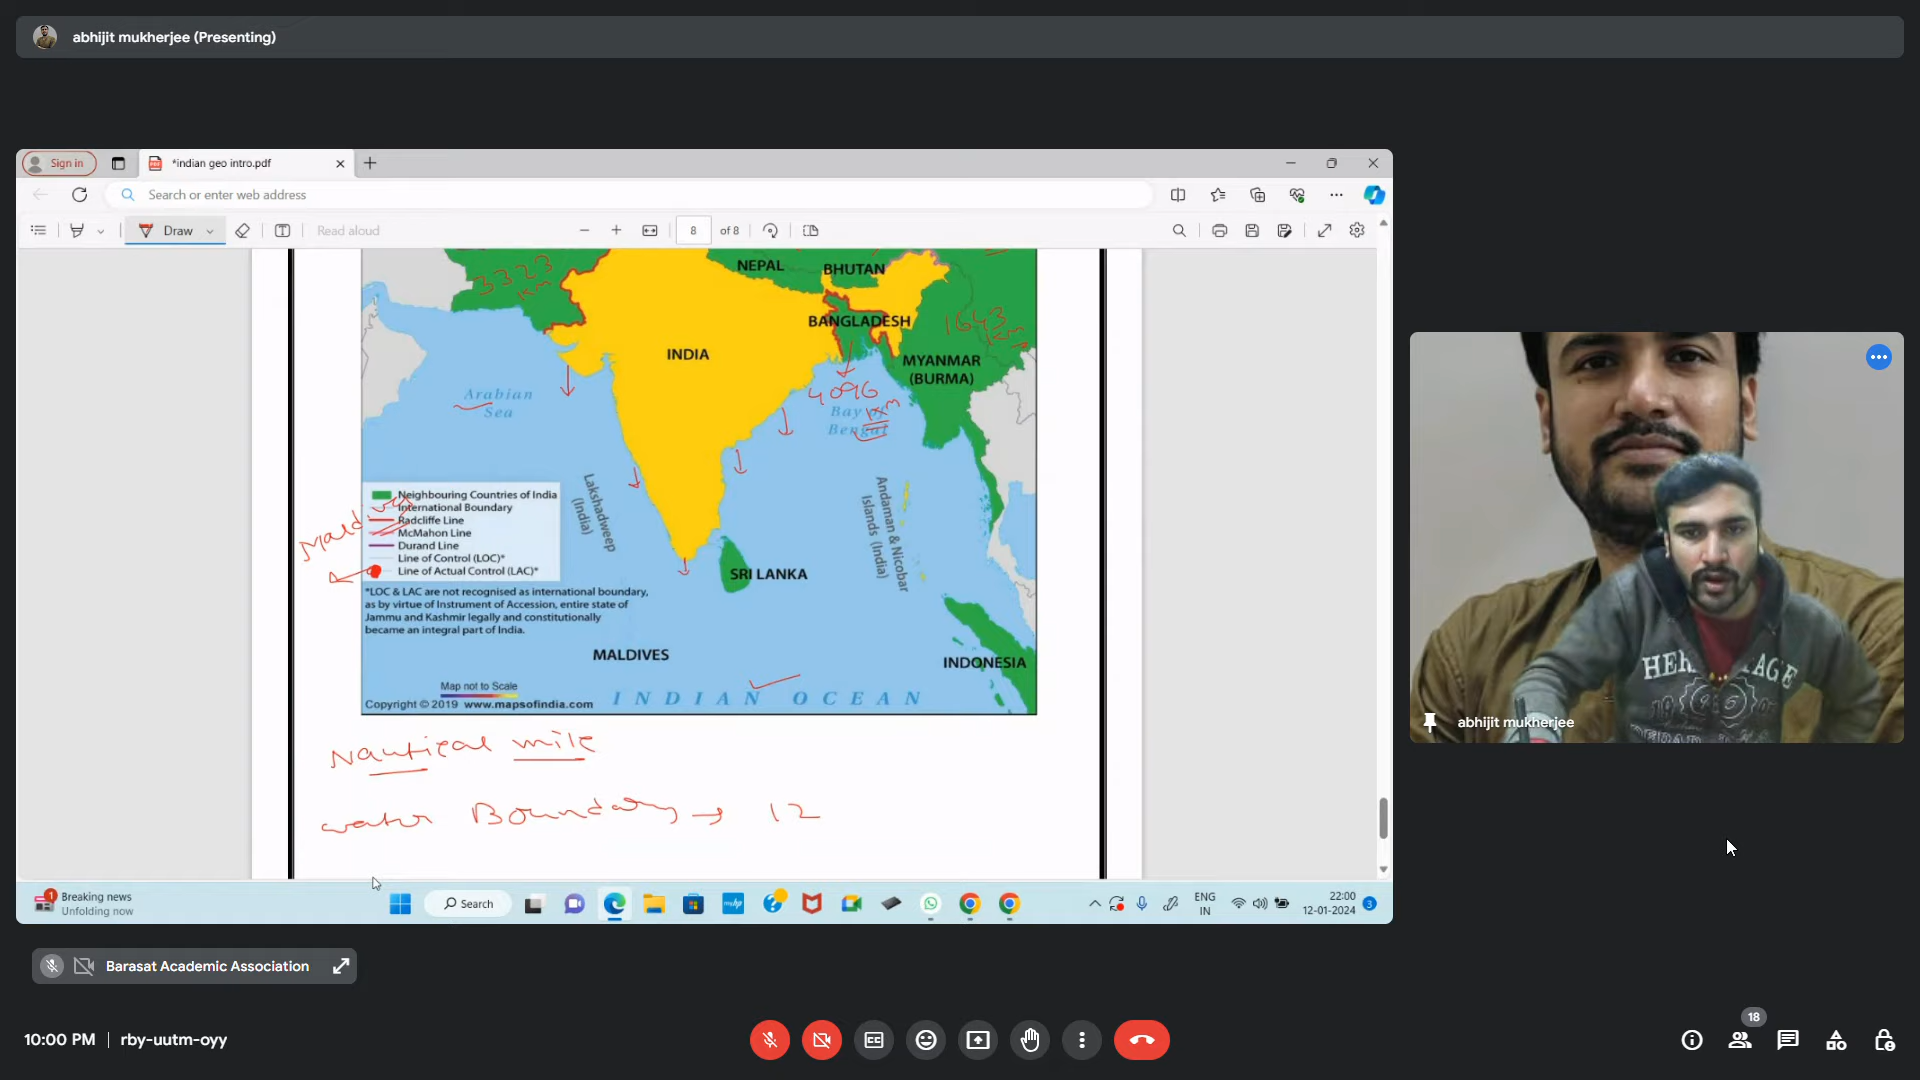 abhijit mukherjee (Presenting)
Sign in
*indian geo intro.pdf
Search or enter web address
Draw
Read aloud
8
of 8
3323
km
NEPAL
BHUTAN
BANGLADESH
1643
km
INDIA
MYANMAR
(BURMA)
4096
km
Arabian
Sea
Bay of
Bengal
Lakshadweep
(India)
Andaman & Nicobar
Islands (India)
Maldives
Neighbouring Countries of India
International Boundary
Radcliffe Line
McMahon Line
Durand Line
Line of Control (LOC)*
Line of Actual Control (LAC)*
SRI LANKA
*LOC & LAC are not recognised as international boundary,
as by virtue of Instrument of Accession, entire state of
Jammu and Kashmir legally and constitutionally
became an integral part of India.
MALDIVES
INDONESIA
Map not to Scale
INDIAN OCEAN
Copyright © 2019 www.mapsofindia.com
Nautical mile
water Boundary → 12
HERITAGE
abhijit mukherjee
1
Breaking news
Unfolding now
Search
myhp
ENG
IN
22:00
12-01-2024
3
Barasat Academic Association
10:00 PM | rby-uutm-oyy
18